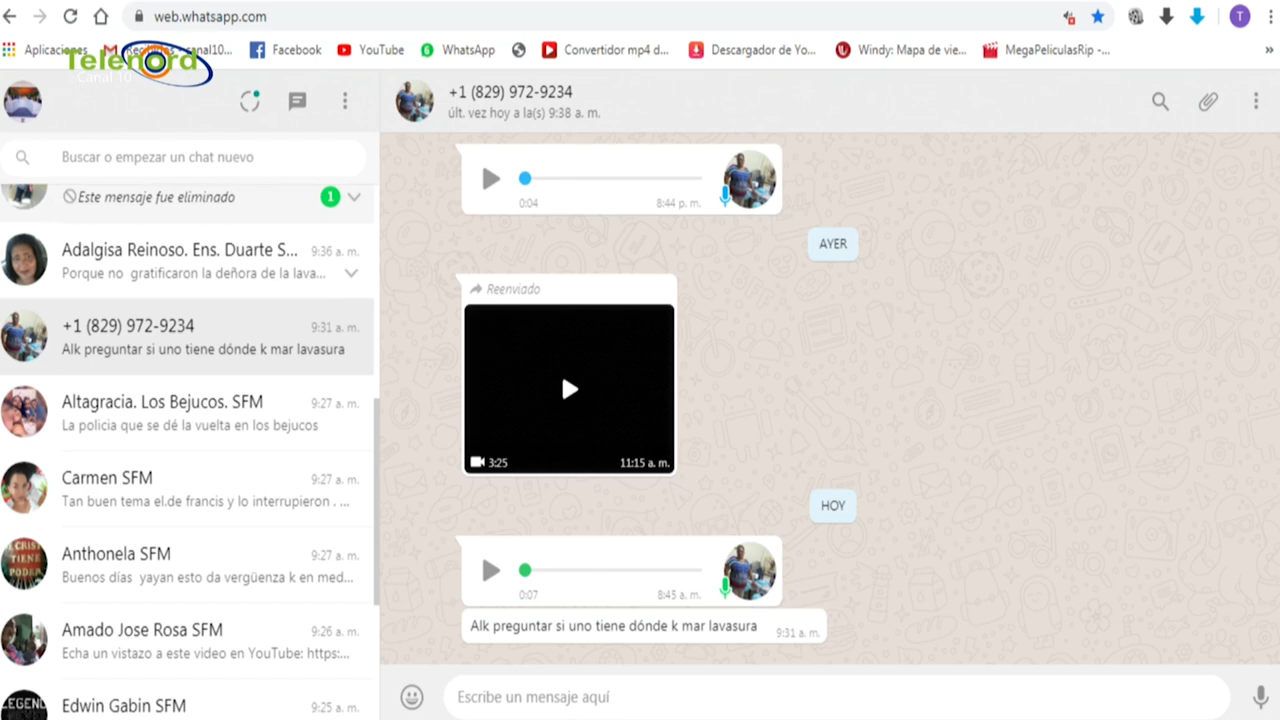 web.whatsapp.com
T
Aplicaciones
Facebook
YouTube
WhatsApp
Convertidor mp4 d...
Descargador de Yo...
Windy: Mapa de vie...
MegaPeliculasRip -...
»
Telenord
Canal 10
+1 (829) 972-9234
últ. vez hoy a la(s) 9:38 a. m.
Buscar o empezar un chat nuevo
Este mensaje fue eliminado
1
Adalgisa Reinoso. Ens. Duarte S...
9:36 a. m.
Porque no gratificaron la deñora de la lava...
+1 (829) 972-9234
9:31 a. m.
Alk preguntar si uno tiene dónde k mar lavasura
Altagracia. Los Bejucos. SFM
9:27 a. m.
La policia que se dé la vuelta en los bejucos
Carmen SFM
9:27 a. m.
Tan buen tema el.de francis y lo interrupieron . ...
Anthonela SFM
9:27 a. m.
Buenos días yayan esto da vergüenza k en med...
Amado Jose Rosa SFM
9:26 a. m.
Echa un vistazo a este video en YouTube: https:...
Edwin Gabin SFM
9:25 a. m.
0:04
8:44 p. m.
AYER
Reenviado
3:25
11:15 a. m.
HOY
0:07
8:45 a. m.
Alk preguntar si uno tiene dónde k mar lavasura
9:31 a. m.
Escribe un mensaje aquí